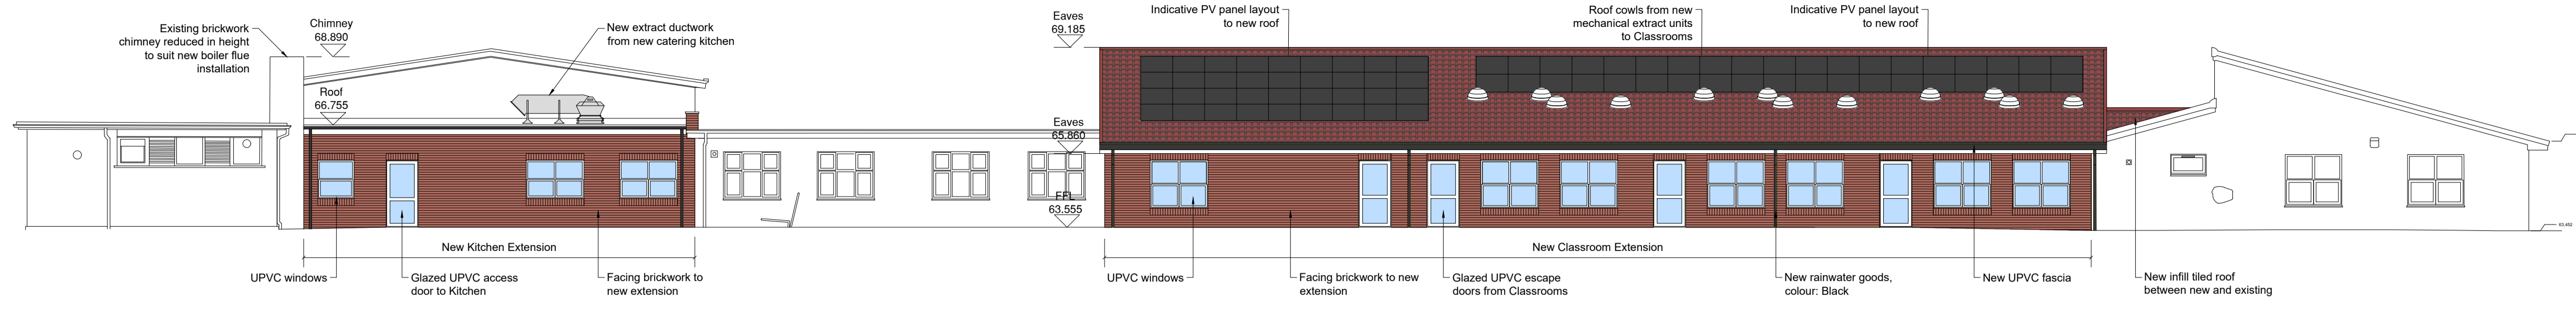 Existing brickwork
chimney reduced in height
to suit new boiler flue
installation
Chimney
68.890
Roof
66.755
New extract ductwork
from new catering kitchen
Eaves
69.185
Eaves
65.860
FFL
63.555
Indicative PV panel layout
to new roof
Roof cowls from new
mechanical extract units
to Classrooms
Indicative PV panel layout
to new roof
63.452
New Kitchen Extension
New Classroom Extension
UPVC windows
Glazed UPVC access
door to Kitchen
Facing brickwork to
new extension
UPVC windows
Facing brickwork to new
extension
Glazed UPVC escape
doors from Classrooms
New rainwater goods,
colour: Black
New UPVC fascia
New infill tiled roof
between new and existing